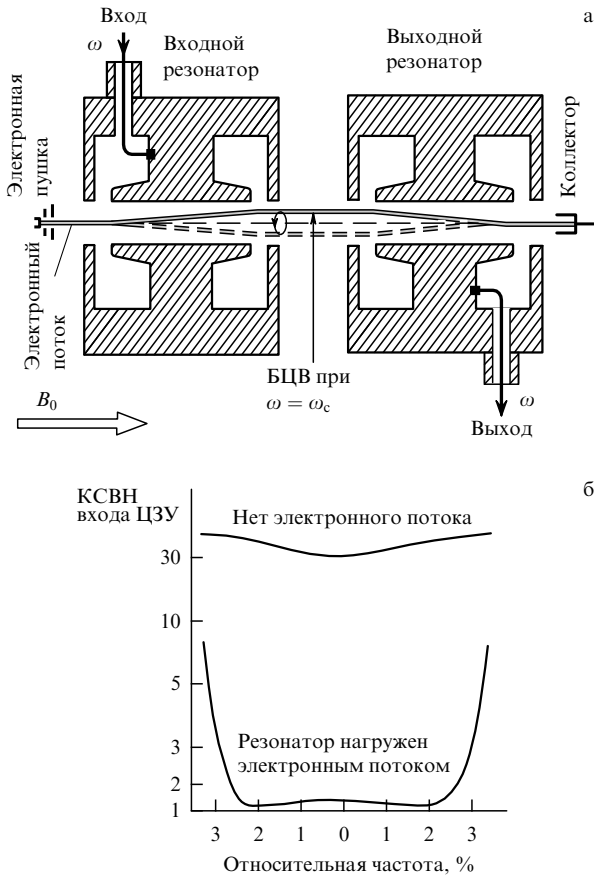 Вход
а
ω
Входной
резонатор
Выходной
резонатор
Электронная
пушка
Коллектор
Электронный
поток
БЦВ при
ω = ωc
B0
ω
Выход
б
КСВН
входа ЦЗУ
Нет электронного потока
30
10
5
3
2
1
Резонатор нагружен
электронным потоком
3 2 1 0 1 2 3
Относительная частота, %